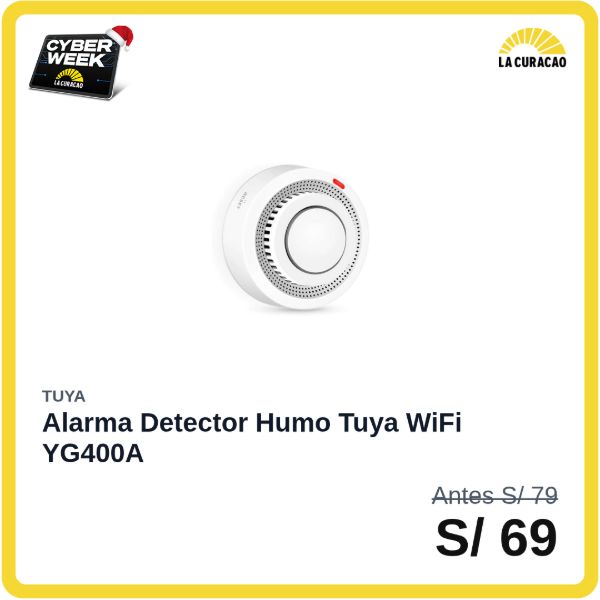 CYBER
WEEK
LA CURACAO
LA CURACAO
TUYA
Alarma Detector Humo Tuya WiFi
YG400A
Antes S/ 79
S/ 69